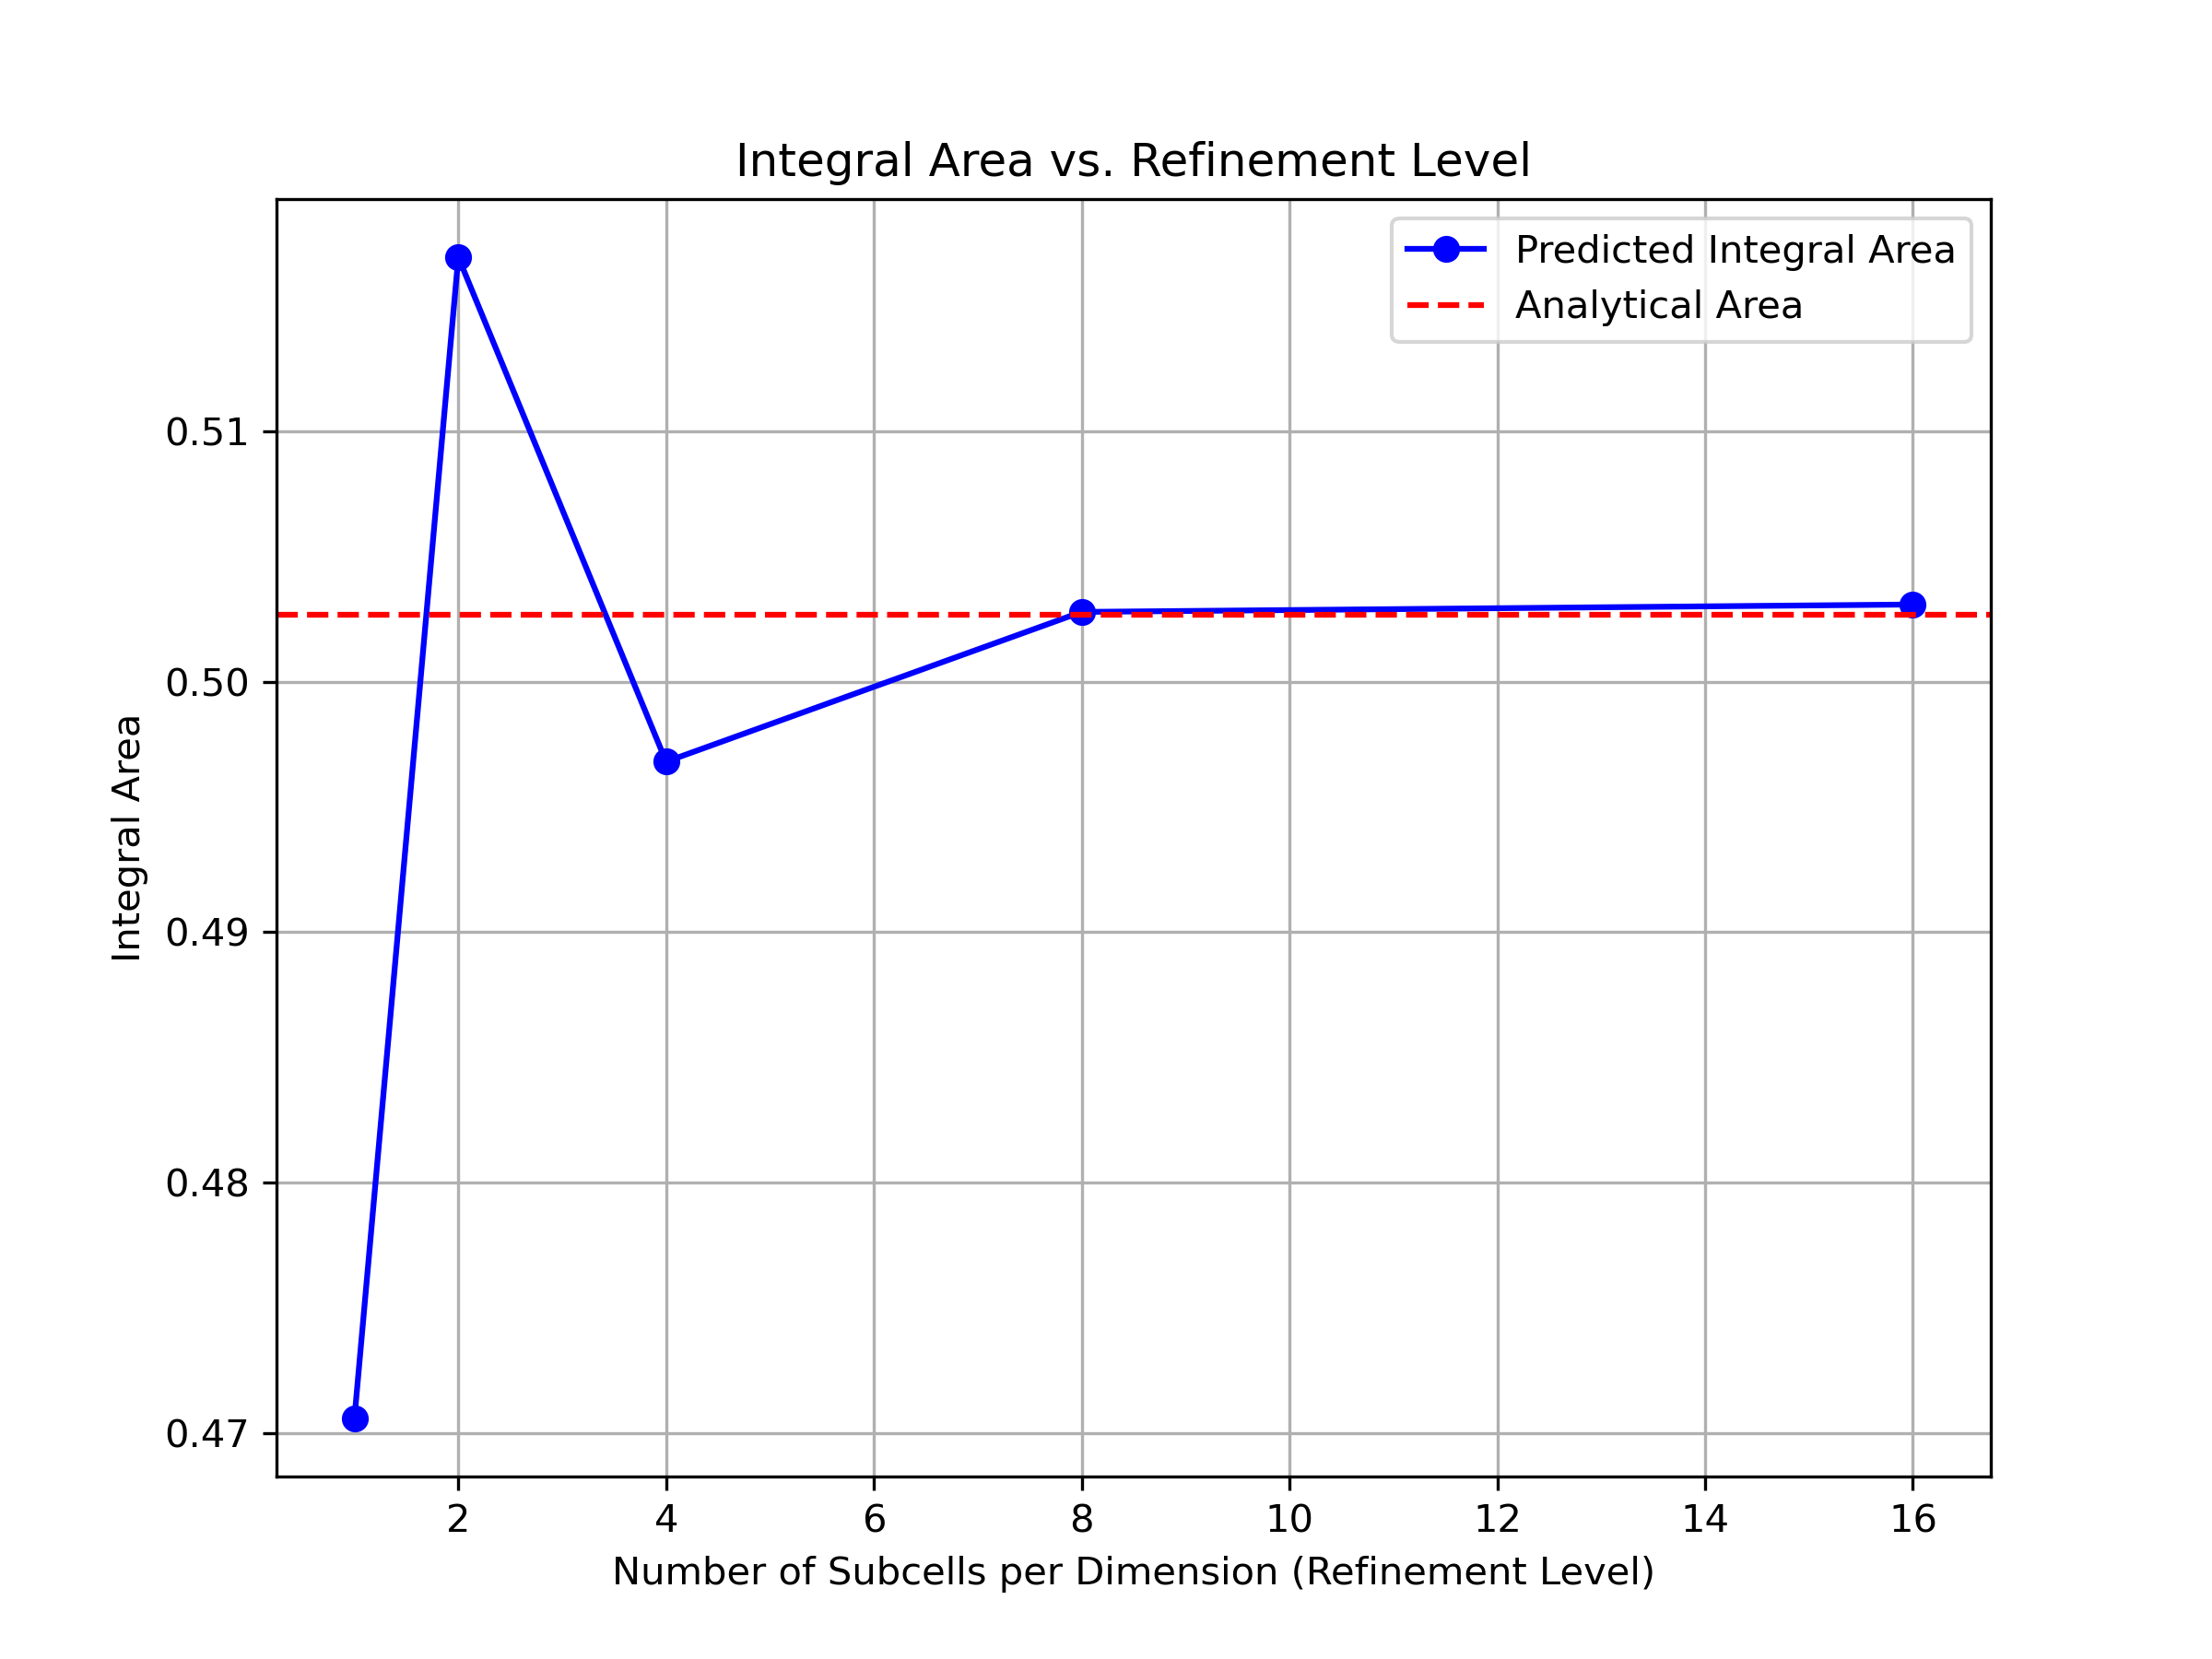 Integral Area vs. Refinement Level
Predicted Integral Area
Analytical Area
0.51
0.50
0.49
0.48
0.47
Integral Area
2 4 6 8 10 12 14 16
Number of Subcells per Dimension (Refinement Level)